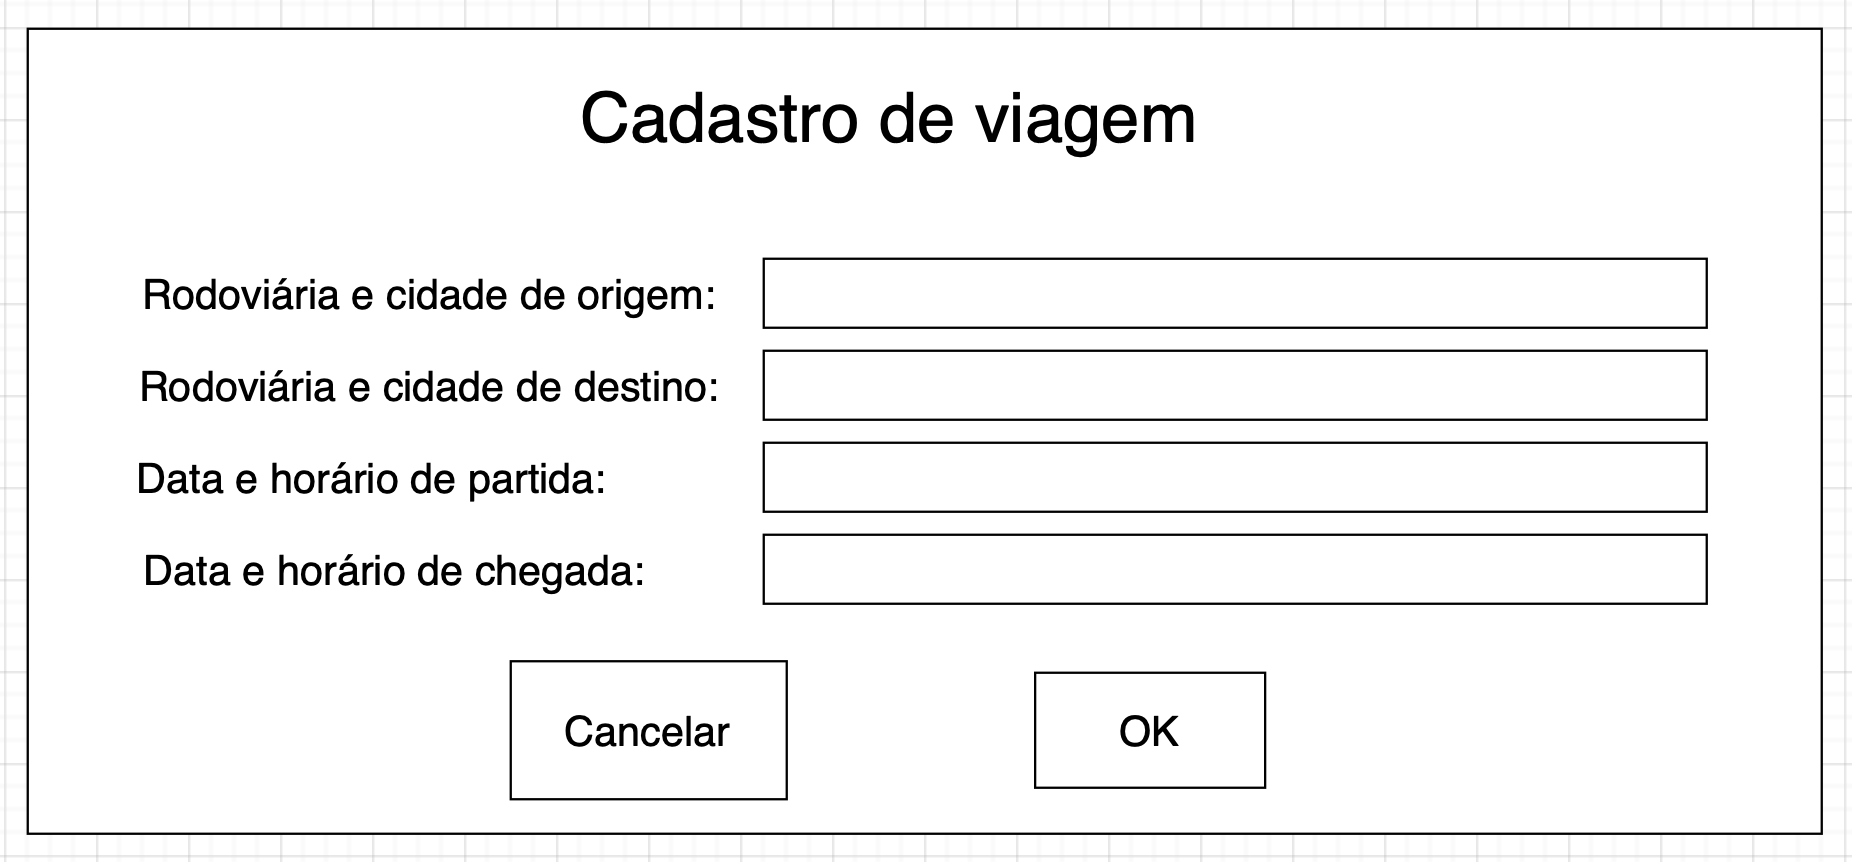 Cadastro de viagem
Rodoviária e cidade de origem:
Rodoviária e cidade de destino:
Data e horário de partida:
Data e horário de chegada:
Cancelar OK